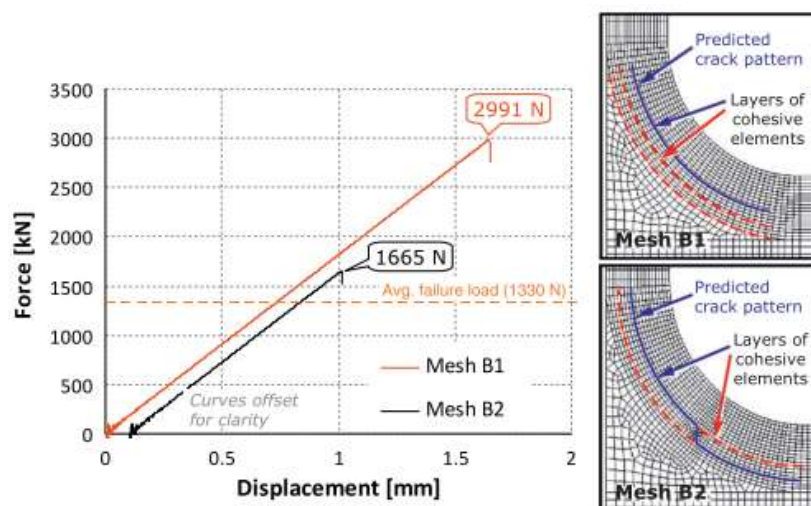 3500
3000
2500
2000
1500
1000
500
0
Force [kN]
0
0.5
1
1.5
2
Displacement [mm]
2991 N
1665 N
Avg. failure load (1330 N)
Mesh B1
Mesh B2
Curves offset
for clarity
Predicted
crack pattern
Layers of
cohesive
elements
Mesh B1
Predicted
crack pattern
Layers of
cohesive
elements
Mesh B2